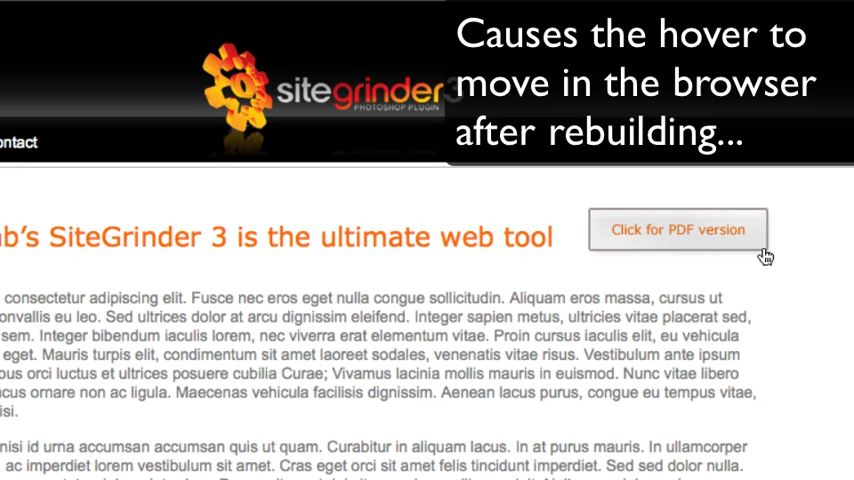 Causes the hover to
move in the browser
after rebuilding...
sitegrinder 3
PHOTOSHOP PLUGIN
ontact
ab's SiteGrinder 3 is the ultimate web tool
Click for PDF version
consectetur adipiscing elit. Fusce nec eros eget nulla congue sollicitudin. Aliquam eros massa, cursus ut
onvallis eu leo. Sed ultrices dolor at arcu dignissim eleifend. Integer sapien metus, ultricies vitae placerat sed,
sem. Integer bibendum iaculis lorem, nec viverra erat elementum vitae. Proin cursus iaculis elit, eu vehicula
eget. Mauris turpis elit, condimentum sit amet laoreet sodales, venenatis vitae risus. Vestibulum ante ipsum
bus orci luctus et ultrices posuere cubilia Curae; Vivamus lacinia mollis mauris in euismod. Nunc vitae libero
acus ornare non ac ligula. Maecenas vehicula facilisis dignissim. Aenean lacus purus, congue eu tempus vitae,
isi.
nisi id urna accumsan accumsan quis ut quam. Curabitur in aliquam lacus. In at purus mauris. In ullamcorper
ac imperdiet lorem vestibulum sit amet. Cras eget orci sit amet felis tincidunt imperdiet. Sed sed dolor nulla.